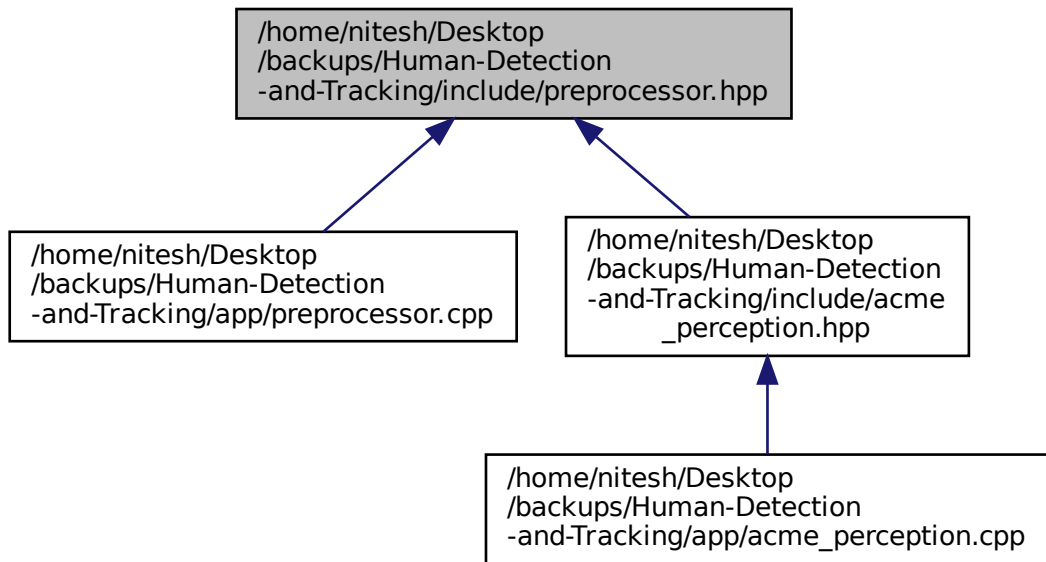 /home/nitesh/Desktop
/backups/Human-Detection
-and-Tracking/include/preprocessor.hpp
/home/nitesh/Desktop
/backups/Human-Detection
-and-Tracking/app/preprocessor.cpp
/home/nitesh/Desktop
/backups/Human-Detection
-and-Tracking/include/acme
_perception.hpp
/home/nitesh/Desktop
/backups/Human-Detection
-and-Tracking/app/acme_perception.cpp